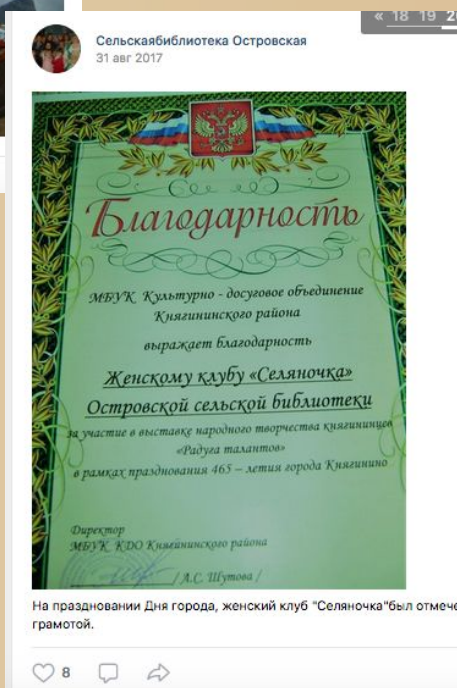 « 18 19 20
Сельскаябиблиотека Островская
31 авг 2017
Благодарность
МБУК Культурно - досуговое объединение
Княгининского района
выражает благодарность
Женскому клубу «Селяночка»
Островской сельской библиотеки
за участие в выставке народного творчества княгининцев
«Радуга талантов»
в рамках празднования 465 – летия города Княгинино
Директор
МБУК КДО Княгининского района
/ А.С. Шутова /
На праздновании Дня города, женский клуб "Селяночка"был отмече
грамотой.
8